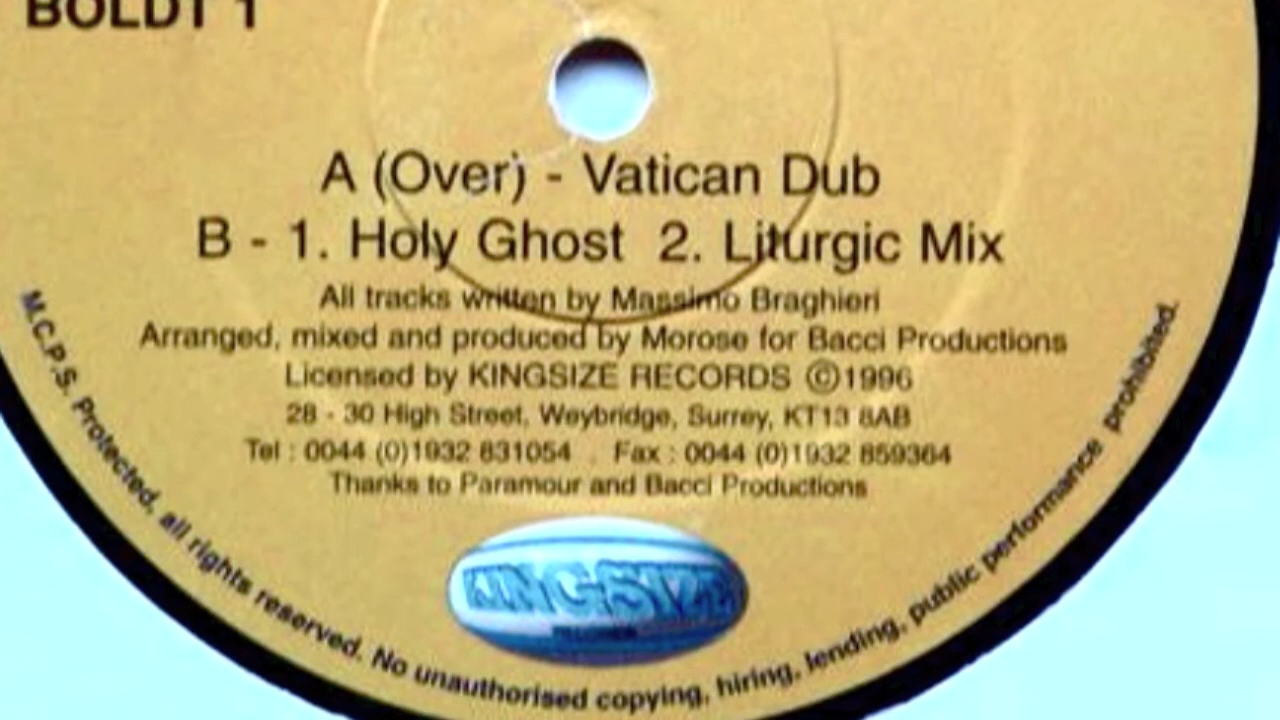 BOLDT 1
A (Over) - Vatican Dub
B - 1. Holy Ghost 2. Liturgic Mix
All tracks written by Massimo Braghieri
Arranged, mixed and produced by Morose for Bacci Productions
Licensed by KINGSIZE RECORDS ©1996
28 - 30 High Street, Weybridge, Surrey, KT13 8AB
Tel : 0044 (0)1932 831054 . Fax : 0044 (0)1932 859364
Thanks to Paramour and Bacci Productions
KINGSIZE
M.C.P.S. Protected, all rights reserved. No unauthorised copying, hiring, lending, public performance prohibited.